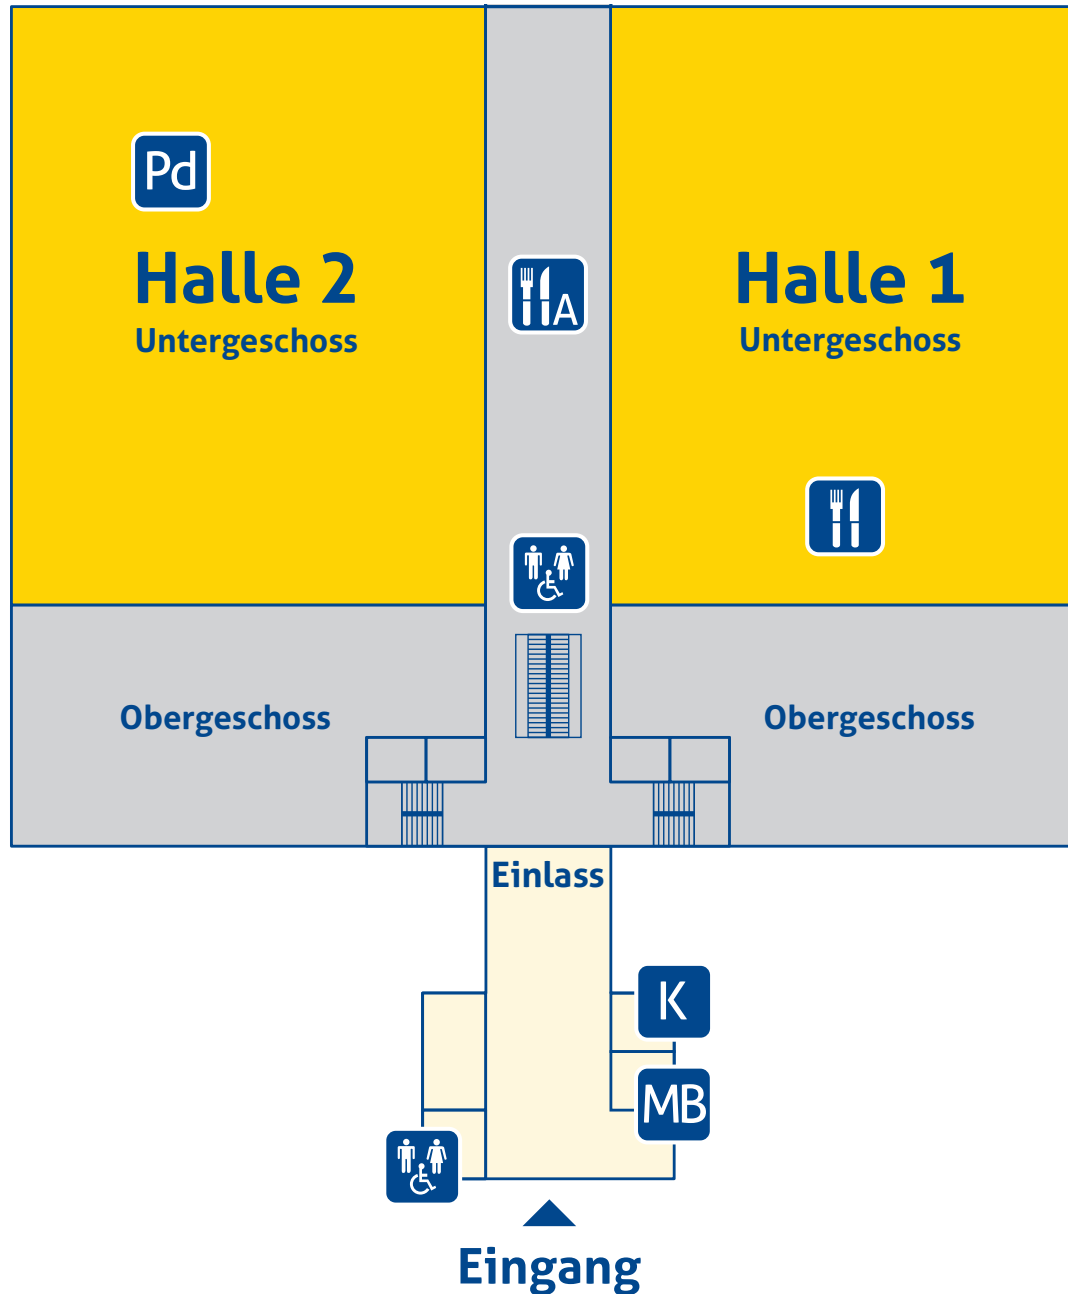 Pd
Halle 2
Untergeschoss
A
Halle 1
Untergeschoss
Obergeschoss
Obergeschoss
Einlass
K
MB
Eingang